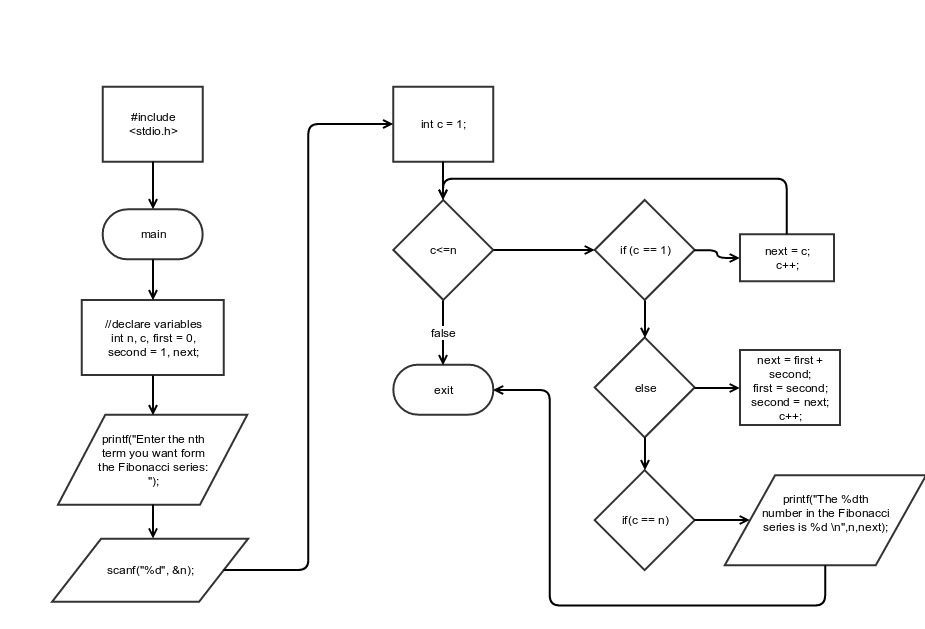 #include
<stdio.h>
main
//declare variables
int n, c, first = 0,
second = 1, next;
printf("Enter the nth
term you want form
the Fibonacci series:
");
scanf("%d", &n);
int c = 1;
c<=n
false
exit
if (c == 1)
next = c;
c++;
else
next = first +
second;
first = second;
second = next;
c++;
if(c == n)
printf("The %dth
number in the Fibonacci
series is %d \n",n,next);